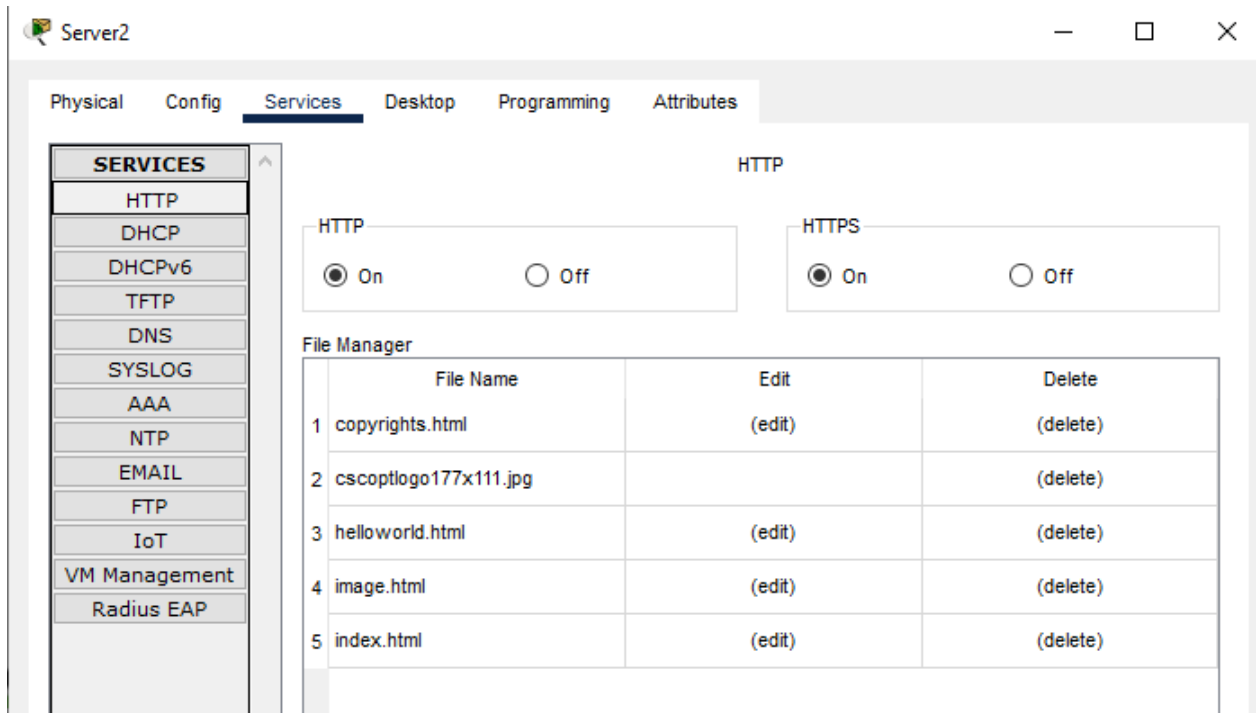 Server2
Physical Config Services Desktop Programming Attributes
SERVICES
HTTP
DHCP
DHCPv6
TFTP
DNS
SYSLOG
AAA
NTP
EMAIL
FTP
IoT
VM Management
Radius EAP
HTTP
HTTP
On Off
HTTPS
On Off
File Manager
File Name Edit Delete
1 copyrights.html (edit) (delete)
2 cscoptlogo177x111.jpg (delete)
3 helloworld.html (edit) (delete)
4 image.html (edit) (delete)
5 index.html (edit) (delete)